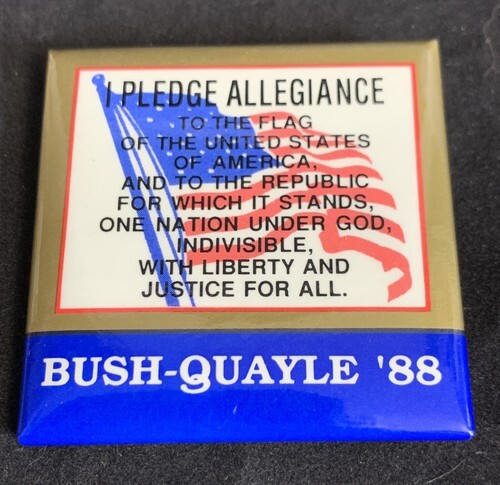 I PLEDGE ALLEGIANCE
TO THE FLAG
OF THE UNITED STATES
OF AMERICA,
AND TO THE REPUBLIC
FOR WHICH IT STANDS,
ONE NATION UNDER GOD,
INDIVISIBLE,
WITH LIBERTY AND
JUSTICE FOR ALL.
BUSH-QUAYLE '88